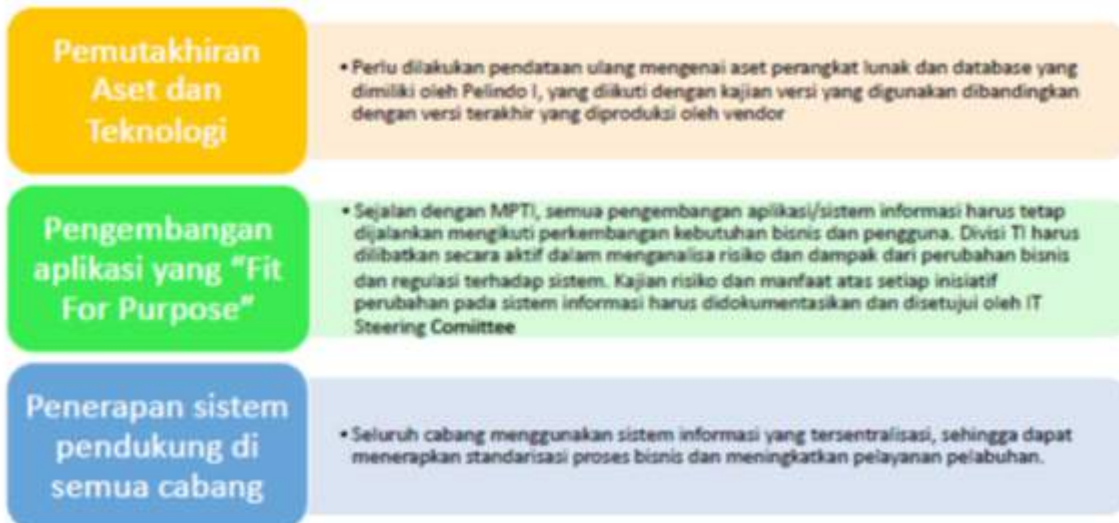 Pemutakhiran
Aset dan
Teknologi
• Perlu dilakukan pendataan ulang mengenai aset perangkat lunak dan database yang
dimiliki oleh Pelindo I, yang diikuti dengan kajian versi yang digunakan dibandingkan
dengan versi terakhir yang diproduksi oleh vendor
Pengembangan
aplikasi yang “Fit
For Purpose”
• Sejalan dengan MPTI, semua pengembangan aplikasi/sistem informasi harus tetap
dijalankan mengikuti perkembangan kebutuhan bisnis dan pengguna. Divisi TI harus
dilibatkan secara aktif dalam menganalisa risiko dan dampak dari perubahan bisnis
dan regulasi terhadap sistem. Kajian risiko dan manfaat atas setiap inisiatif
perubahan pada sistem informasi harus didokumentasikan dan disetujui oleh IT
Steering Comiittee
Penerapan sistem
pendukung di
semua cabang
• Seluruh cabang menggunakan sistem informasi yang tersentralisasi, sehingga dapat
menerapkan standarisasi proses bisnis dan meningkatkan pelayanan pelabuhan.